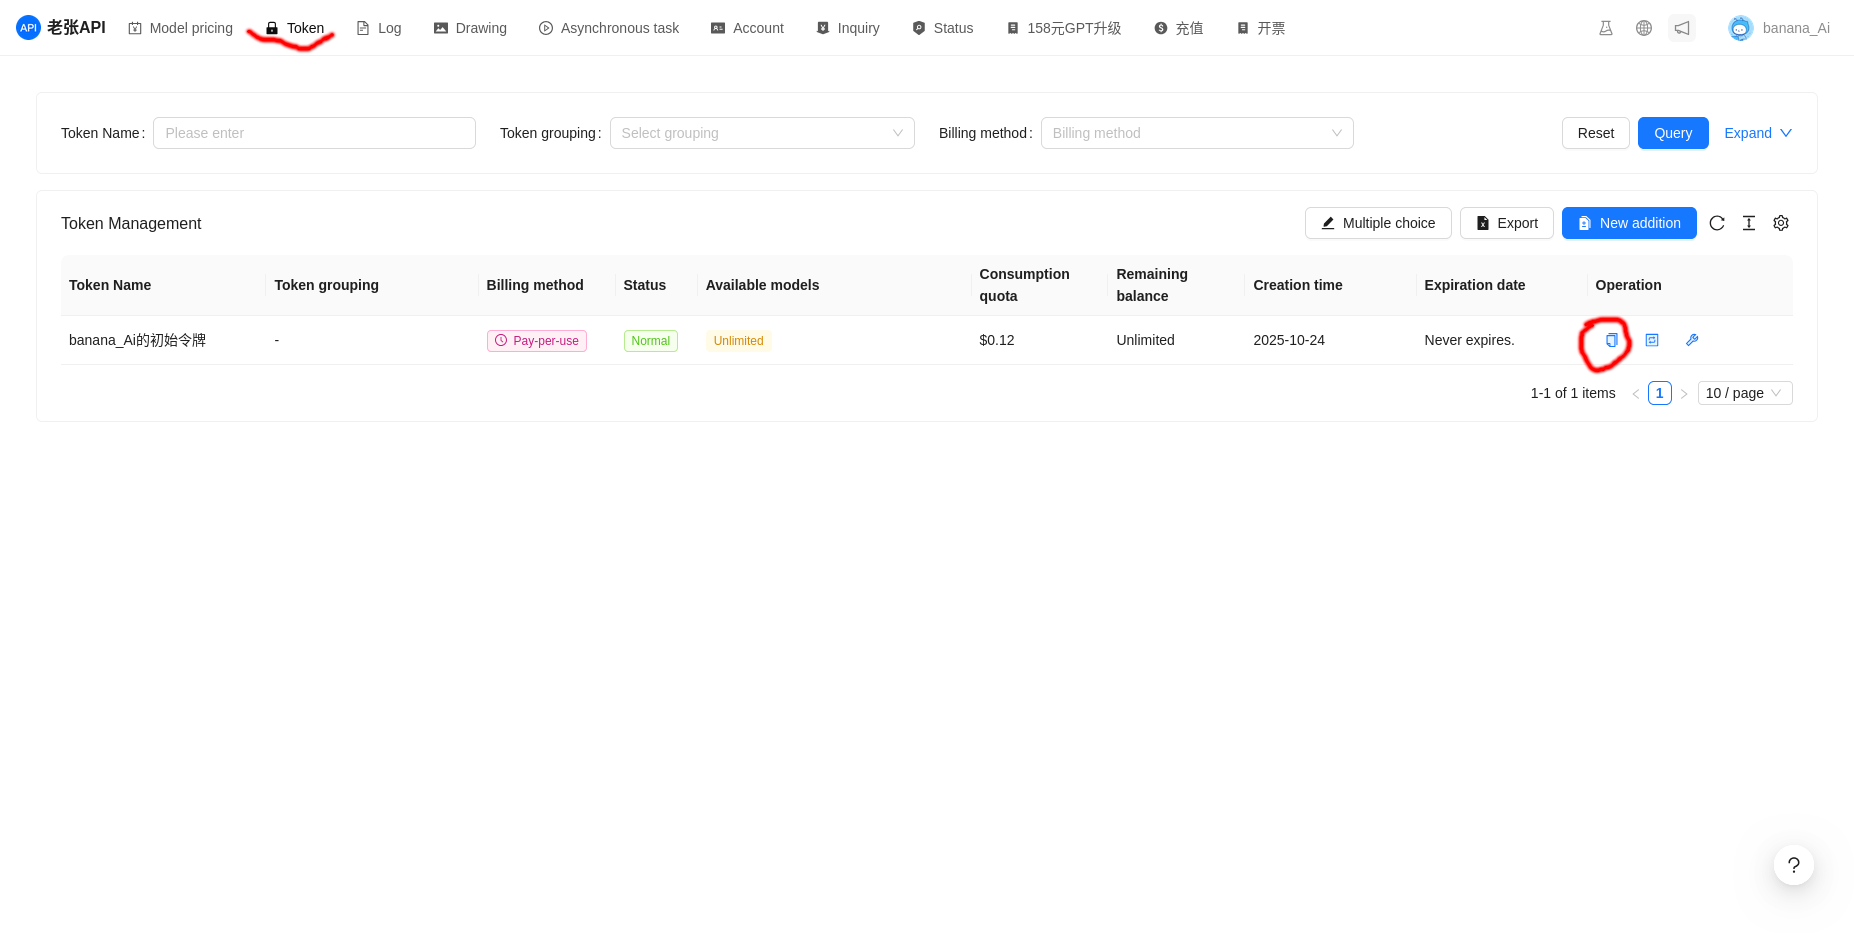 API 老张API Model pricing Token Log Drawing Asynchronous task Account Inquiry Status 158元GPT升级 充值 开票 banana_Ai
Token Name: Please enter Token grouping: Select grouping Billing method: Billing method Reset Query Expand
Token Management Multiple choice Export New addition
Token Name Token grouping Billing method Status Available models Consumption quota Remaining balance Creation time Expiration date Operation
banana_Ai的初始令牌 - Pay-per-use Normal Unlimited $0.12 Unlimited 2025-10-24 Never expires.
1-1 of 1 items < 1 > 10 / page
?